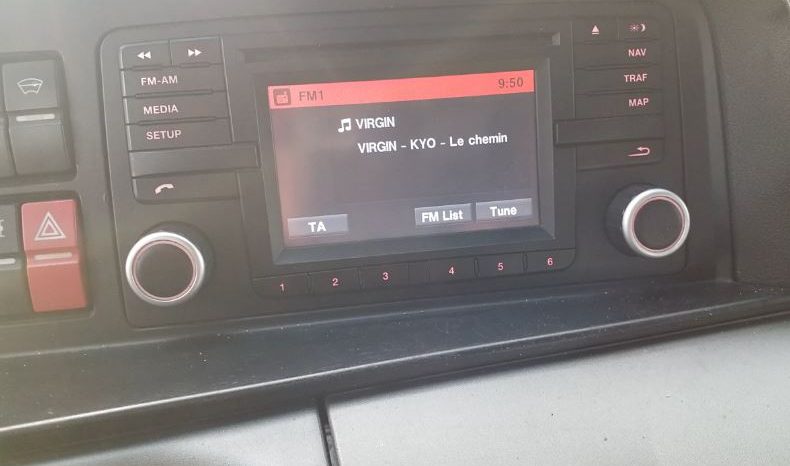 FM-AM
MEDIA
SETUP
FM1 9:50
VIRGIN
VIRGIN - KYO - Le chemin
TA FM List Tune
NAV
TRAF
MAP
1 2 3 4 5 6